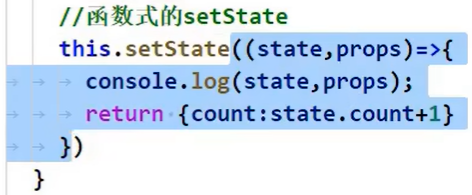 //函数式的setState
this.setState((state,props)=>{
console.log(state,props);
return {count:state.count+1}
})
}